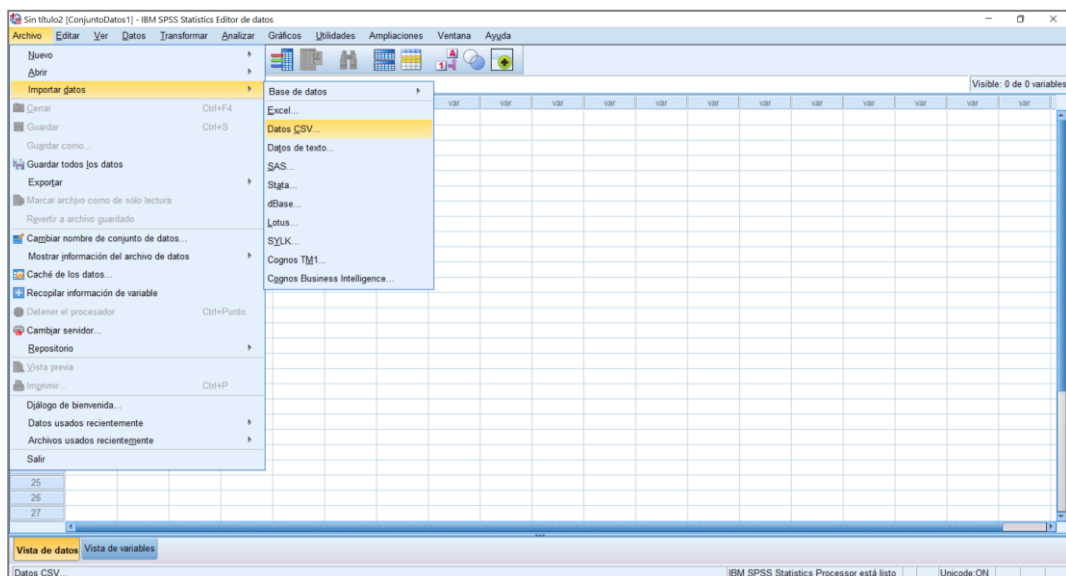 Sin título2 [ConjuntoDatos1] - IBM SPSS Statistics Editor de datos
Archivo Editar Ver Datos Transformar Analizar Gráficos Utilidades Ampliaciones Ventana Ayuda
Visible: 0 de 0 variables
Nuevo
Abrir
Importar datos
Cerrar Ctrl+F4
Guardar Ctrl+S
Guardar como...
Guardar todos los datos
Exportar
Marcar archivo como de sólo lectura
Revertir a archivo guardado
Cambiar nombre de conjunto de datos...
Mostrar información del archivo de datos
Caché de los datos...
Recopilar información de variable
Detener el procesador Ctrl+Punto
Cambiar servidor...
Repositorio
Vista previa
Imprimir... Ctrl+P
Diálogo de bienvenida...
Datos usados recientemente
Archivos usados recientemente
Salir
Base de datos
Excel...
Datos CSV...
Datos de texto...
SAS...
Stata...
dBase...
Lotus...
SYLK...
Cognos TM1...
Cognos Business Intelligence...
var var var var var var var var var var var var
25
26
27
Vista de datos Vista de variables
Datos CSV... IBM SPSS Statistics Processor está listo Unicode:ON